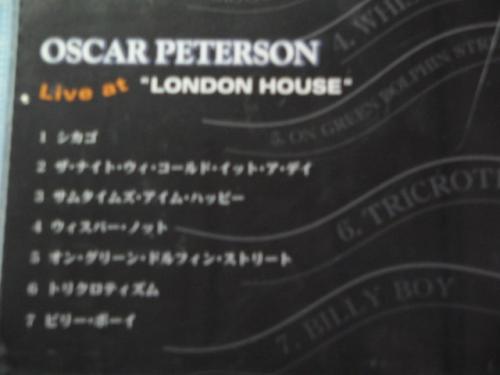 OSCAR PETERSON
Live at "LONDON HOUSE"
1 シカゴ
2 ザ・ナイト・ウィ・コールド・イット・ア・デイ
3 サムタイムズ・アイム・ハッピー
4 ウィスパー・ノット
5 オン・グリーン・ドルフィン・ストリート
6 トリクロティズム
7 ビリー・ボーイ
4. WHIS
5. ON GREEN DOLPHIN STR
6. TRICROTI
7. BILLY BOY